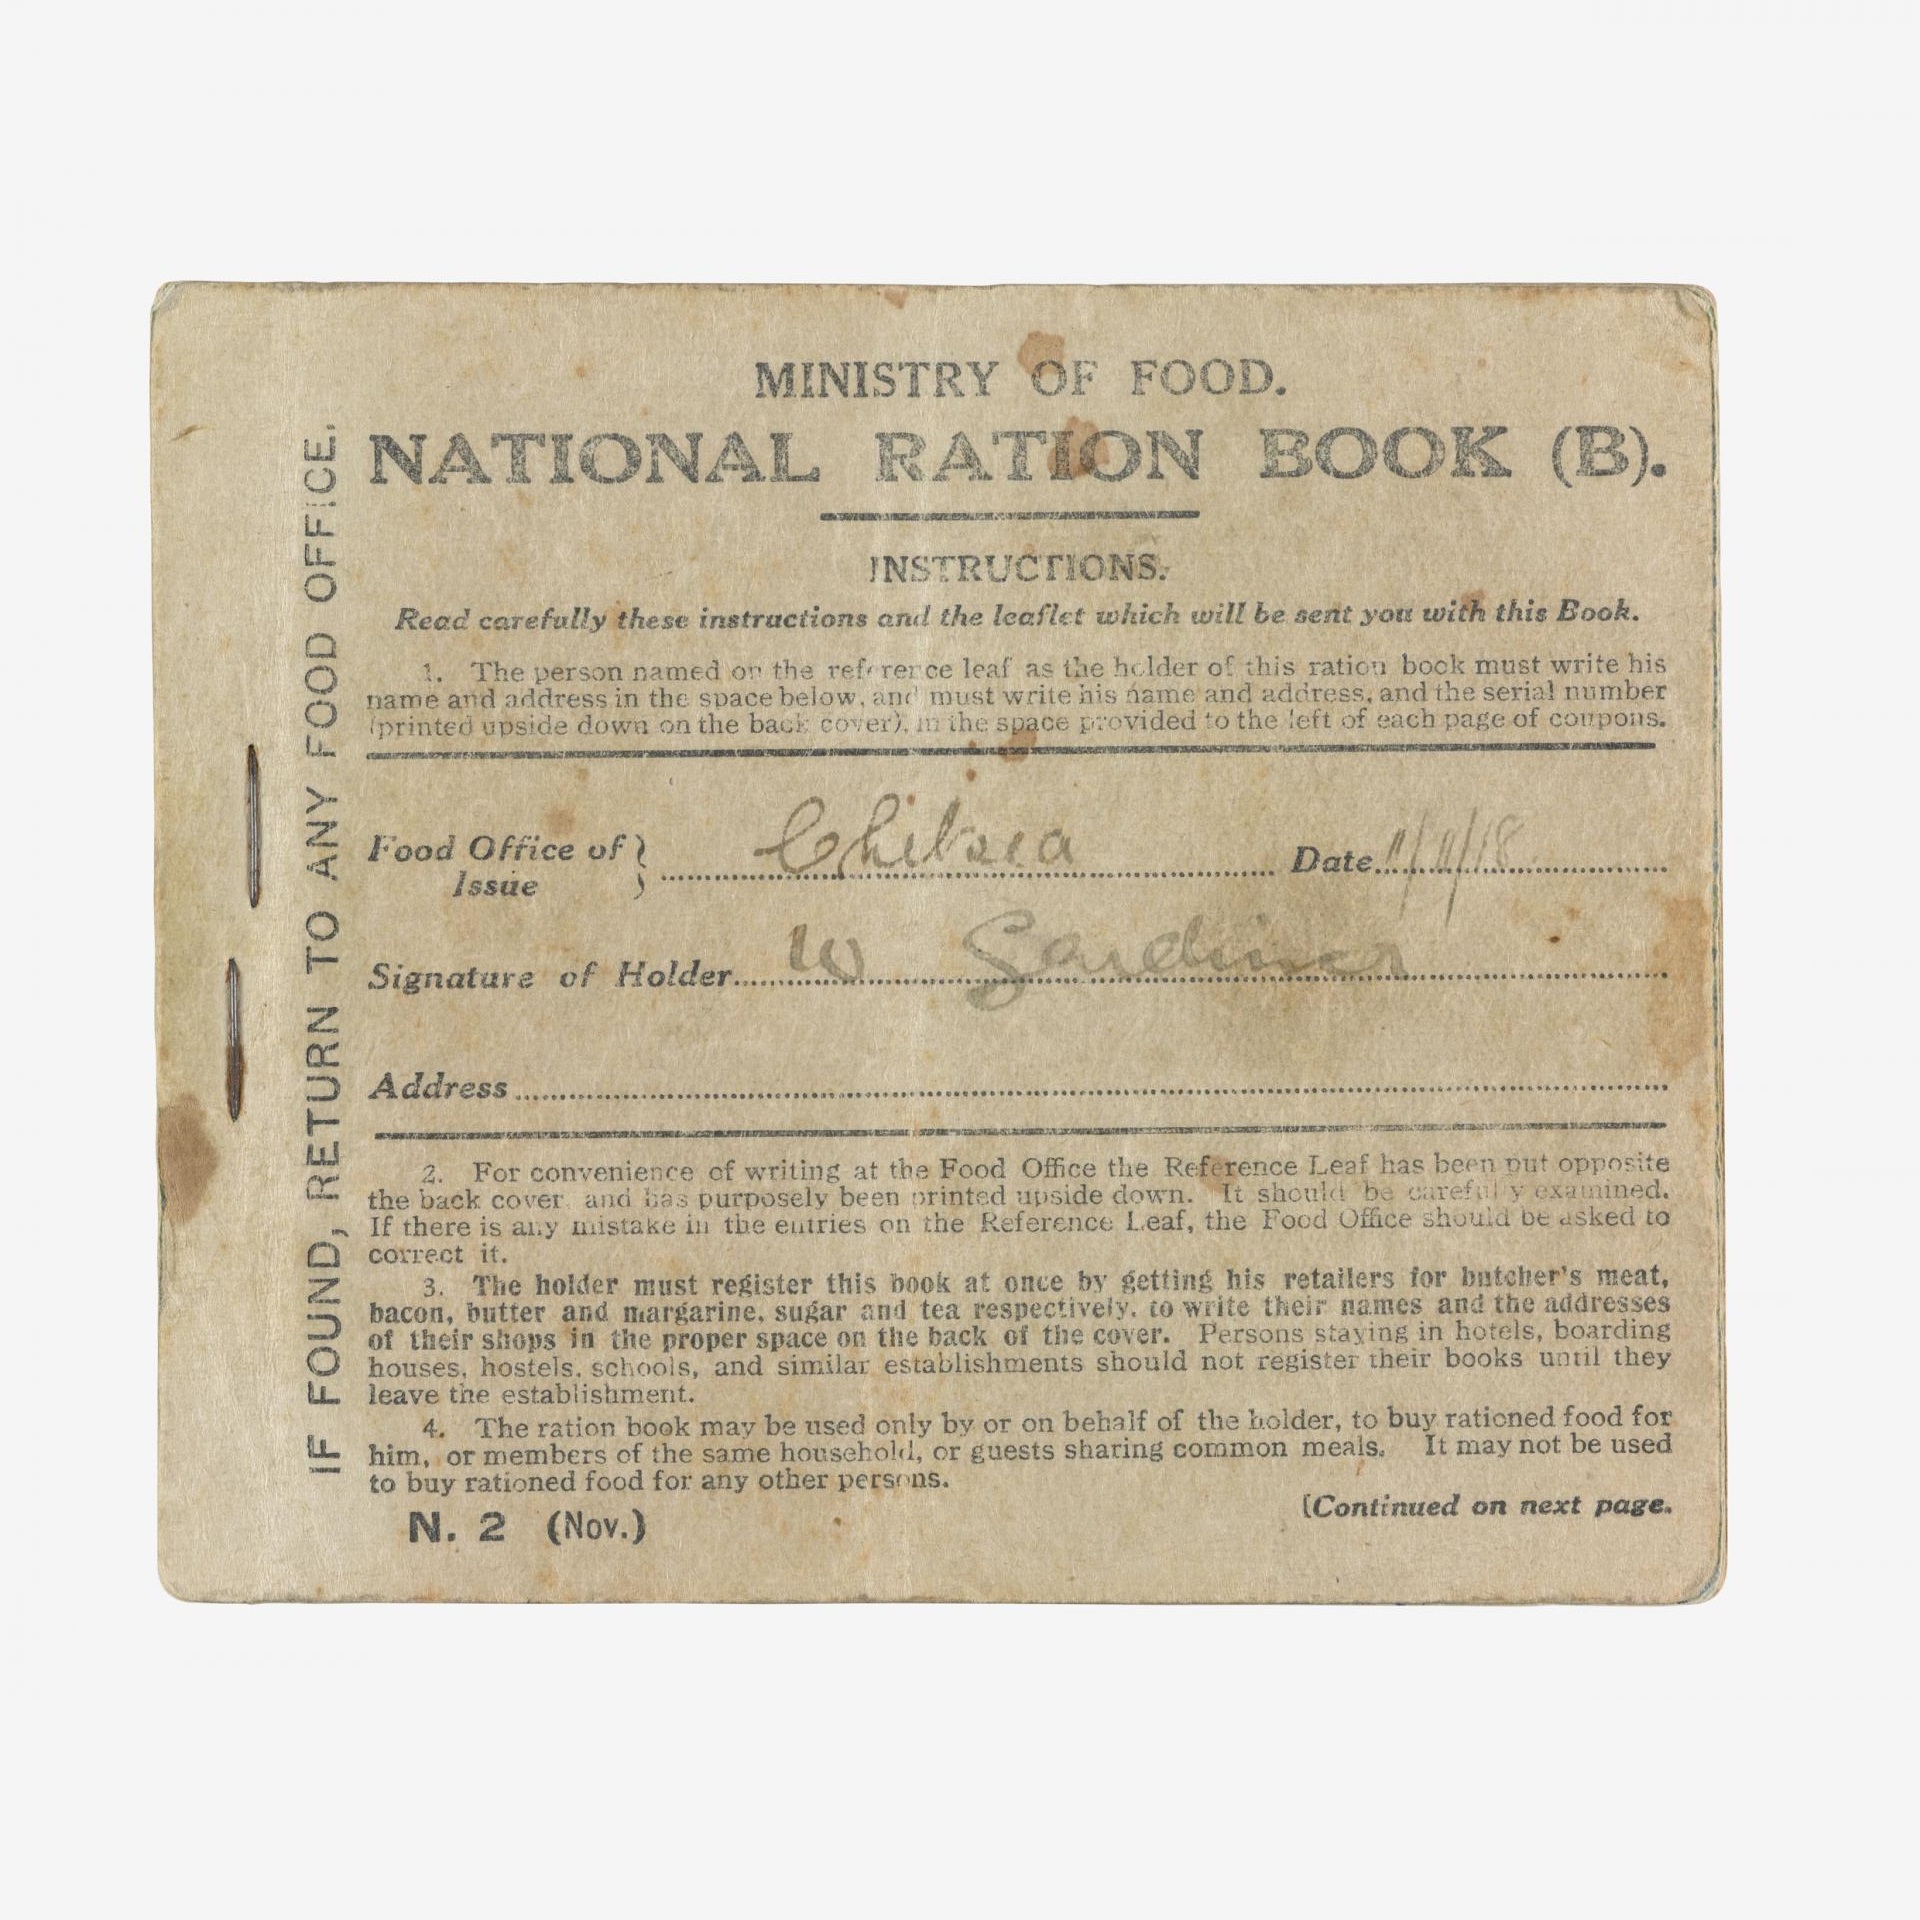 MINISTRY OF FOOD.
NATIONAL RATION BOOK (B).
INSTRUCTIONS.
Read carefully these instructions and the leaflet which will be sent you with this Book.
1. The person named on the reference leaf as the holder of this ration book must write his
name and address in the space below, and must write his name and address, and the serial number
(printed upside down on the back cover), in the space provided to the left of each page of coupons.
Food Office of } Chelsea Date 11/11/18
Issue
Signature of Holder W Gardiner
Address
2. For convenience of writing at the Food Office the Reference Leaf has been put opposite
the back cover, and has purposely been printed upside down. It should be carefully examined.
If there is any mistake in the entries on the Reference Leaf, the Food Office should be asked to
correct it.
3. The holder must register this book at once by getting his retailers for butcher's meat,
bacon, butter and margarine, sugar and tea respectively, to write their names and the addresses
of their shops in the proper space on the back of the cover. Persons staying in hotels, boarding
houses, hostels, schools, and similar establishments should not register their books until they
leave the establishment.
4. The ration book may be used only by or on behalf of the holder, to buy rationed food for
him, or members of the same household, or guests sharing common meals. It may not be used
to buy rationed food for any other persons.
[Continued on next page.
N. 2 (Nov.)
IF FOUND, RETURN TO ANY FOOD OFFICE.